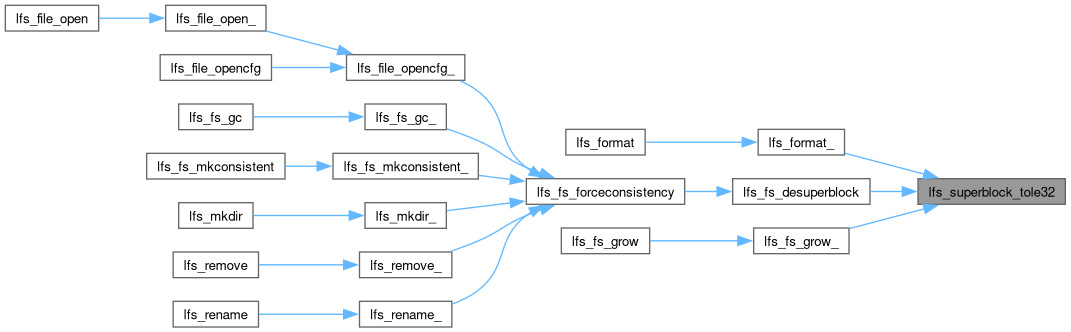 lfs_file_open
lfs_file_open_
lfs_file_opencfg
lfs_file_opencfg_
lfs_fs_gc
lfs_fs_gc_
lfs_format
lfs_format_
lfs_fs_mkconsistent
lfs_fs_mkconsistent_
lfs_fs_forceconsistency
lfs_fs_desuperblock
lfs_superblock_tole32
lfs_mkdir
lfs_mkdir_
lfs_fs_grow
lfs_fs_grow_
lfs_remove
lfs_remove_
lfs_rename
lfs_rename_